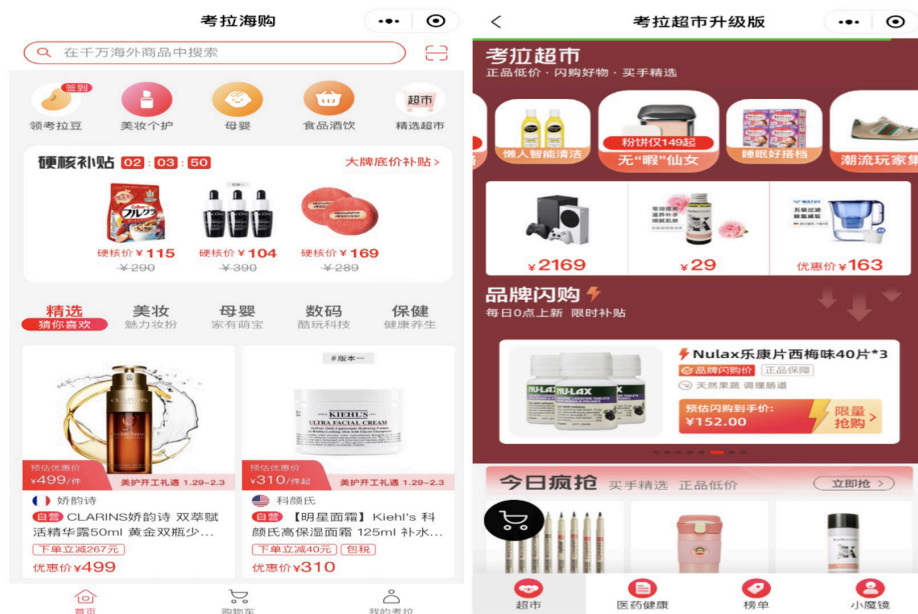 考拉海购
在千万海外商品中搜索
签到
超市
领考拉豆
美妆个护
母婴
食品酒饮
精选超市
硬核补贴 02 : 03 : 50
大牌底价补贴>
硬核价¥115
硬核价¥104
硬核价¥169
¥290
¥390
¥289
精选
美妆
母婴
数码
保健
猜你喜欢
魅力妆扮
家有萌宝
酷玩科技
健康养生
#版本一
KIEHL'S
ULTRA FACIAL CREAM
预估优惠价
¥499/件
美护开工礼遇 1.29-2.3
预估优惠价
¥310/件起
美护开工礼遇 1.29-2.3
娇韵诗
科颜氏
自营 CLARINS娇韵诗 双萃赋
活精华露50ml 黄金双瓶少...
自营 【明星面霜】Kiehl's 科
颜氏高保湿面霜 125ml 补水...
下单立减267元
下单立减40元 包税
优惠价¥499
优惠价¥310
首页
购物车
我的考拉
考拉超市升级版
考拉超市
正品低价 · 闪购好物 · 买手精选
懒人智能清洁
粉饼仅149起
无“暇”仙女
睡眠好搭档
潮流玩家集
¥2169
¥29
优惠价¥163
品牌闪购
每日0点上新 限时补贴
NU-LAX
Nulax乐康片西梅味40片*3
品牌闪购价 正品保障
天然果蔬 调理肠道
预估闪购到手价:
¥152.00
限量
抢购>
今日疯抢 买手精选 正品低价
立即抢 >
超市
医药健康
榜单
小魔镜